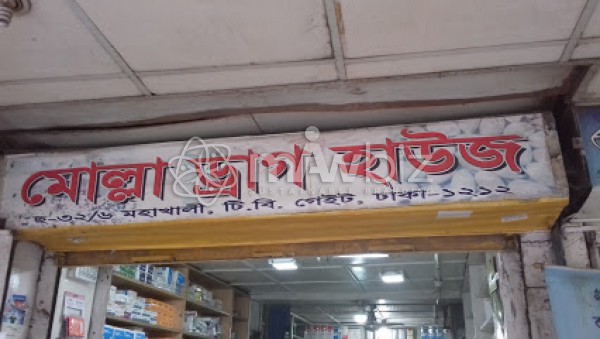 মোল্লা ড্রাগ হাউজ
হ-৩২/৬ মহাখালী, টি.বি. গেইট, ঢাকা-১২১২